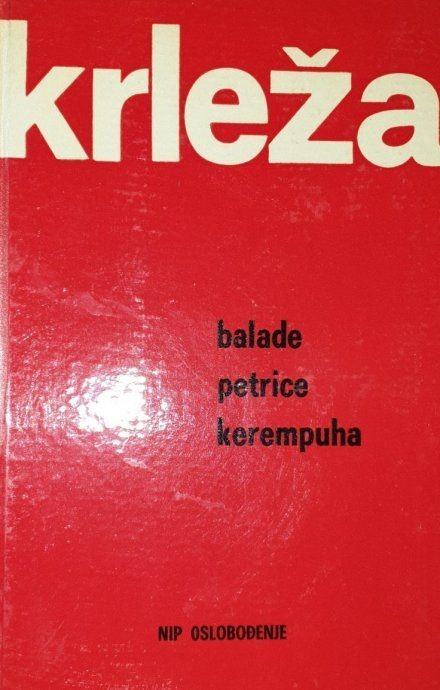 krleža
balade
petrice
kerempuha
NIP OSLOBOĐENJE